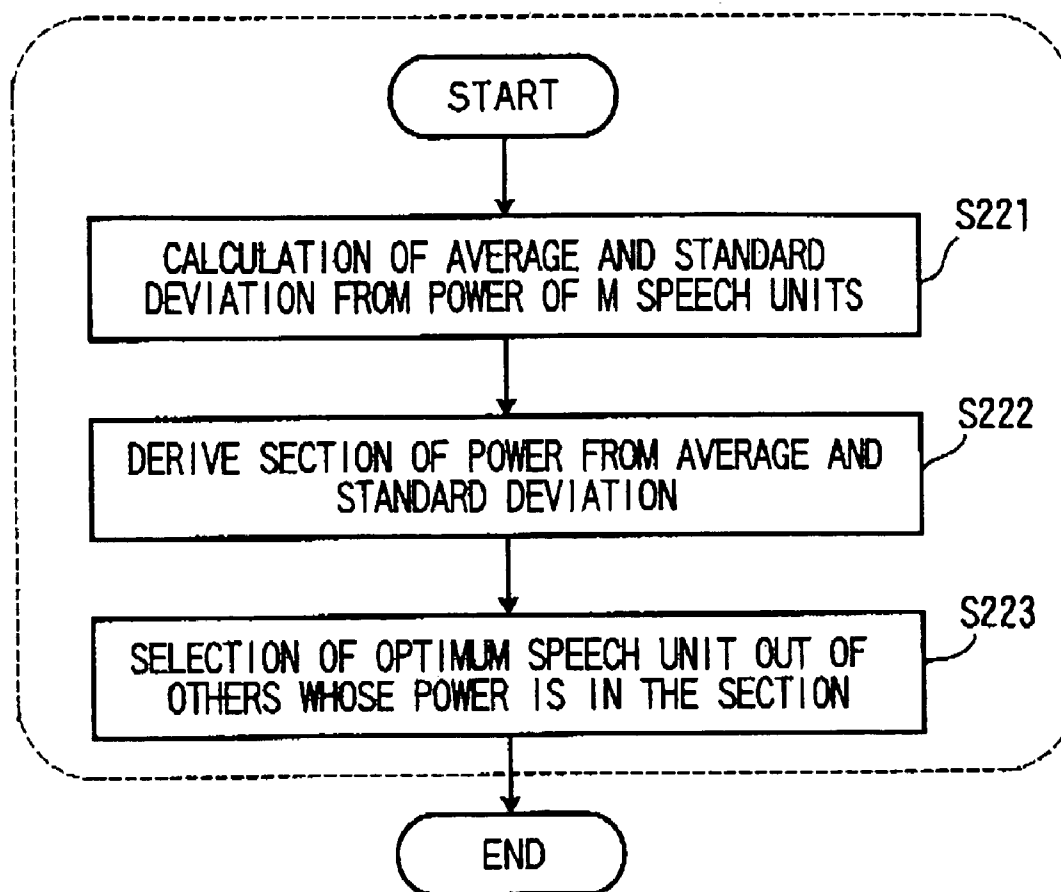 START
S221
CALCULATION OF AVERAGE AND STANDARD
DEVIATION FROM POWER OF M SPEECH UNITS
S222
DERIVE SECTION OF POWER FROM AVERAGE AND
STANDARD DEVIATION
S223
SELECTION OF OPTIMUM SPEECH UNIT OUT OF
OTHERS WHOSE POWER IS IN THE SECTION
END